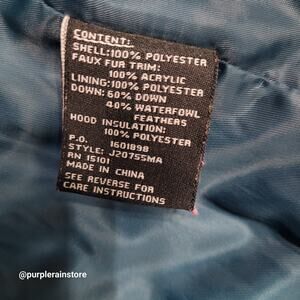 CONTENT:
SHELL:100% POLYESTER
FAUX FUR TRIM:
100% ACRYLIC
LINING:100% POLYESTER
DOWN: 60% DOWN
40% WATERFOWL
FEATHERS
HOOD INSULATION:
100% POLYESTER
P.O. 1601898
STYLE: J20755MA
RN 15101
MADE IN CHINA
SEE REVERSE FOR
CARE INSTRUCTIONS
@purplerainstore